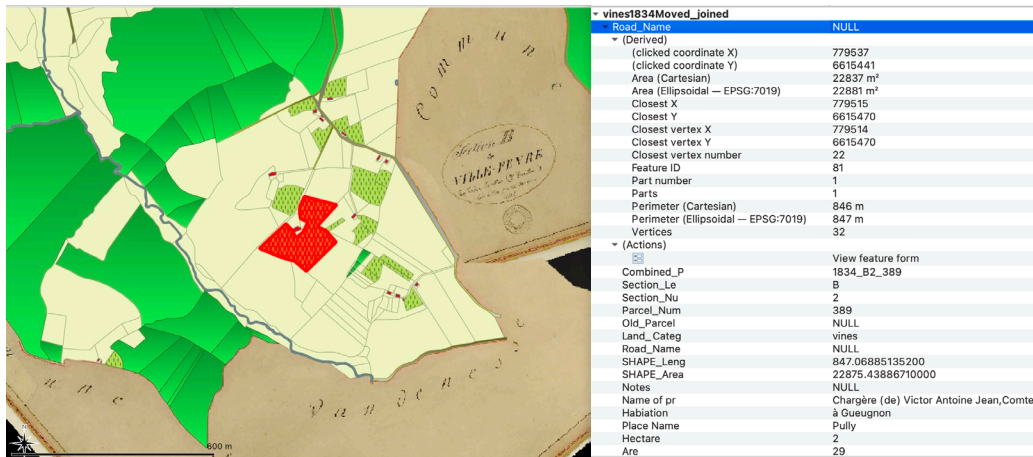 Commun
Section B
de
VILLE-FEVRE
une
Vandenesse
N
600 m
vines1834Moved_joined
Road_Name NULL
(Derived)
(clicked coordinate X) 779537
(clicked coordinate Y) 6615441
Area (Cartesian) 22837 m²
Area (Ellipsoidal — EPSG:7019) 22881 m²
Closest X 779515
Closest Y 6615470
Closest vertex X 779514
Closest vertex Y 6615470
Closest vertex number 22
Feature ID 81
Part number 1
Parts 1
Perimeter (Cartesian) 846 m
Perimeter (Ellipsoidal — EPSG:7019) 847 m
Vertices 32
(Actions)
View feature form
Combined_P 1834_B2_389
Section_Le B
Section_Nu 2
Parcel_Num 389
Old_Parcel NULL
Land_Categ vines
Road_Name NULL
SHAPE_Leng 847.06885135200
SHAPE_Area 22875.43886710000
Notes NULL
Name of pr Chargère (de) Victor Antoine Jean,Comte
Habiation à Gueugnon
Place Name Pully
Hectare 2
Are 29